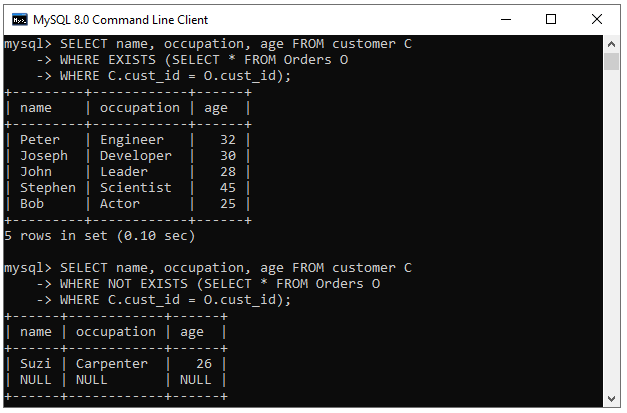 MySQL 8.0 Command Line Client
mysql> SELECT name, occupation, age FROM customer C
    -> WHERE EXISTS (SELECT * FROM Orders O
    -> WHERE C.cust_id = O.cust_id);
+---------+------------+------+
| name    | occupation | age  |
+---------+------------+------+
| Peter   | Engineer   |   32 |
| Joseph  | Developer  |   30 |
| John    | Leader     |   28 |
| Stephen | Scientist  |   45 |
| Bob     | Actor      |   25 |
+---------+------------+------+
5 rows in set (0.10 sec)

mysql> SELECT name, occupation, age FROM customer C
    -> WHERE NOT EXISTS (SELECT * FROM Orders O
    -> WHERE C.cust_id = O.cust_id);
+------+------------+------+
| name | occupation | age  |
+------+------------+------+
| Suzi | Carpenter  |   26 |
| NULL | NULL       | NULL |
+------+------------+------+